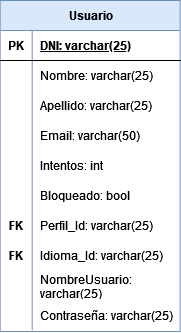 Usuario
PK DNI: varchar(25)
Nombre: varchar(25)
Apellido: varchar(25)
Email: varchar(50)
Intentos: int
Bloqueado: bool
FK Perfil_Id: varchar(25)
FK Idioma_Id: varchar(25)
NombreUsuario:
varchar(25)
Contraseña: varchar(25)